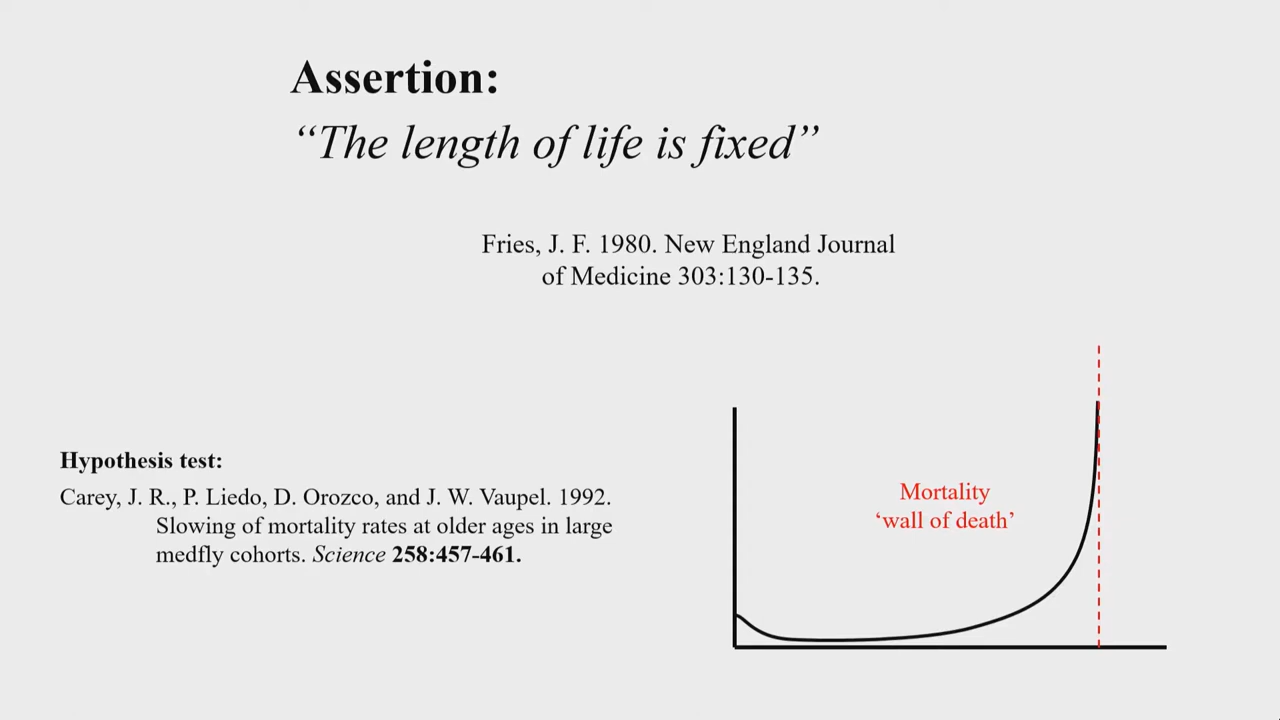 Assertion:
“The length of life is fixed”
Fries, J. F. 1980. New England Journal
of Medicine 303:130-135.
Hypothesis test:
Carey, J. R., P. Liedo, D. Orozco, and J. W. Vaupel. 1992.
Slowing of mortality rates at older ages in large
medfly cohorts. Science 258:457-461.
Mortality
‘wall of death’